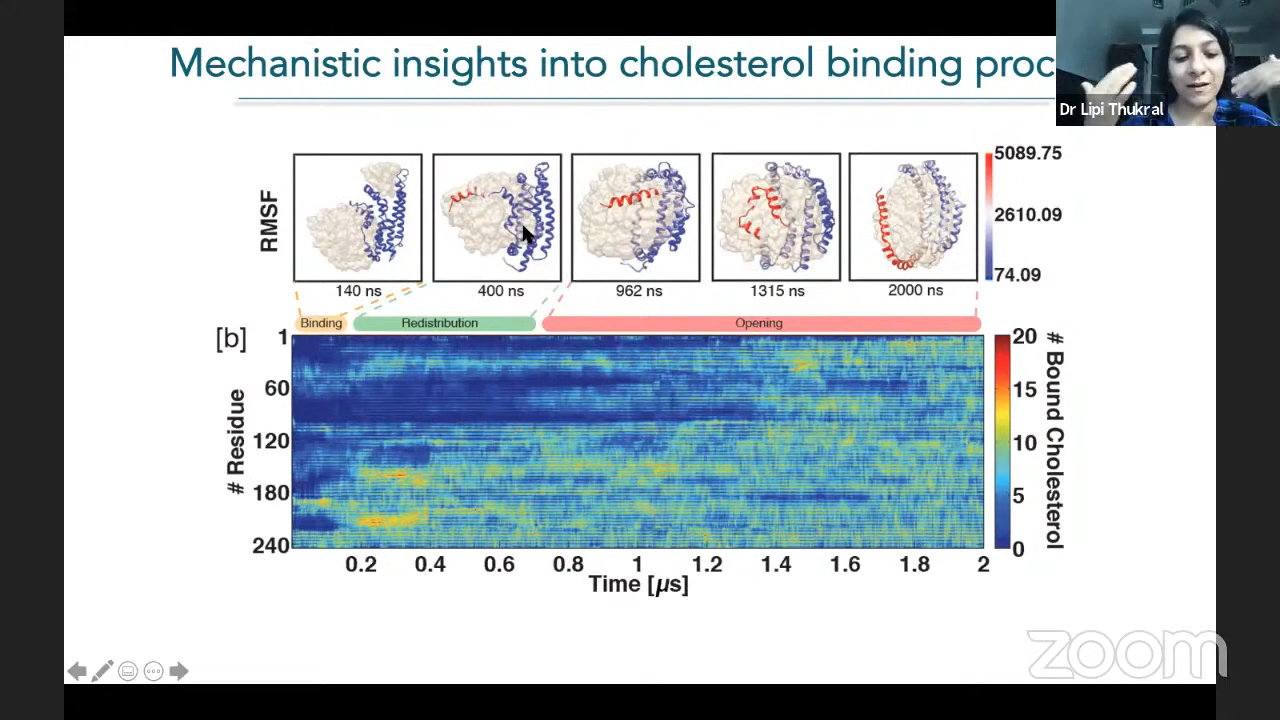 Mechanistic insights into cholesterol binding proc
Dr Lipi Thukral
RMSF
5089.75
2610.09
74.09
140 ns
400 ns
962 ns
1315 ns
2000 ns
Binding
Redistribution
Opening
[b]
# Residue
1
60
120
180
240
20
15
10
5
0
# Bound Cholesterol
0.2 0.4 0.6 0.8 1 1.2 1.4 1.6 1.8 2
Time [µs]
zoom